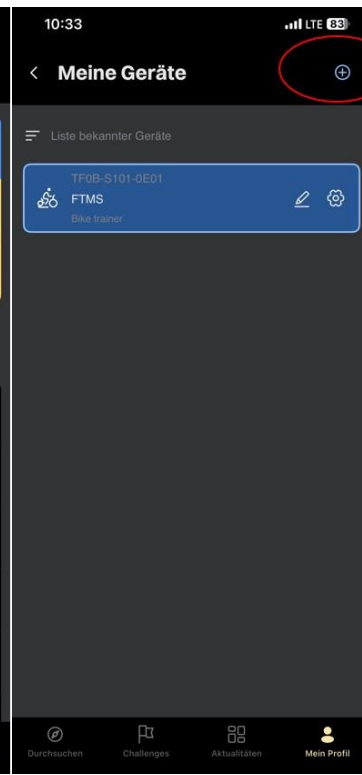 10:33
LTE 83
Meine Geräte
Liste bekannter Geräte
TF0B-S101-0E01
FTMS
Bike trainer
Durchsuchen
Challenges
Aktualitäten
Mein Profil